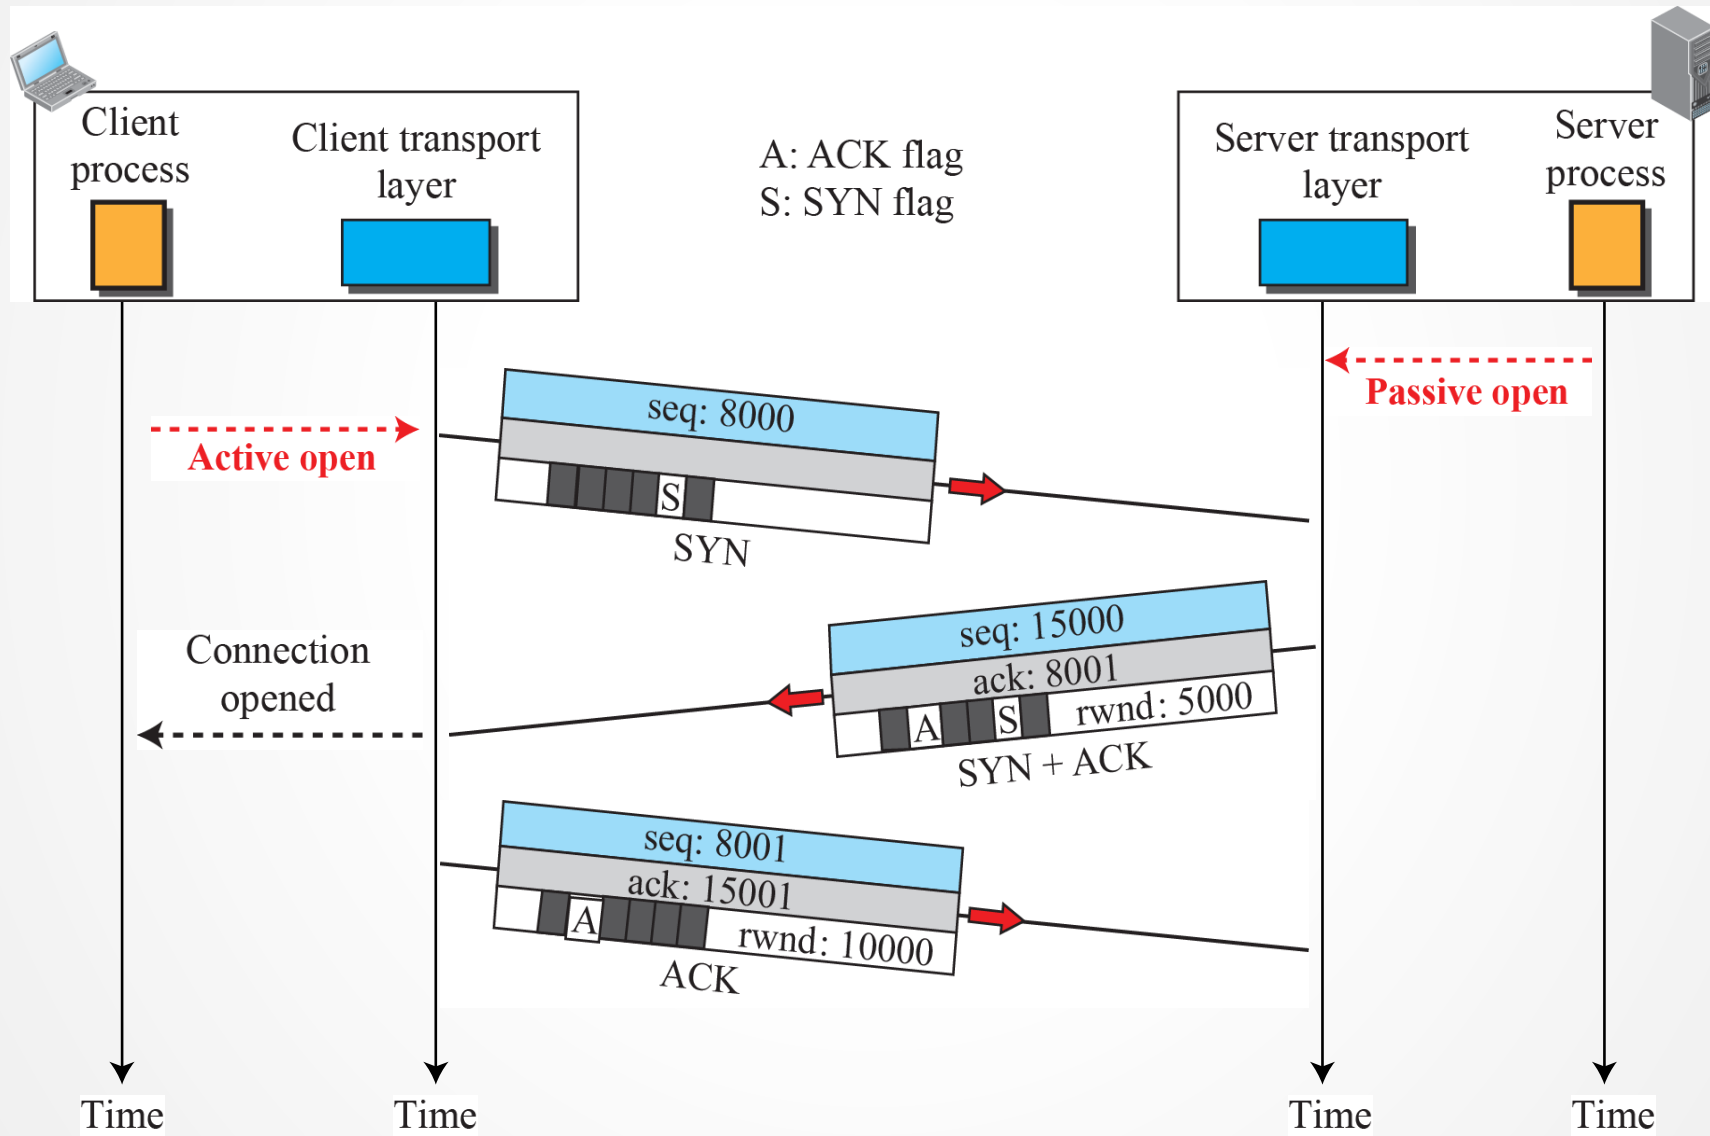 Client
process
Client transport
layer
A: ACK flag
S: SYN flag
Server transport
layer
Server
process
Passive open
Active open
seq: 8000
S
SYN
seq: 15000
ack: 8001
A
S
rwnd: 5000
SYN + ACK
Connection
opened
seq: 8001
ack: 15001
A
rwnd: 10000
ACK
Time
Time
Time
Time